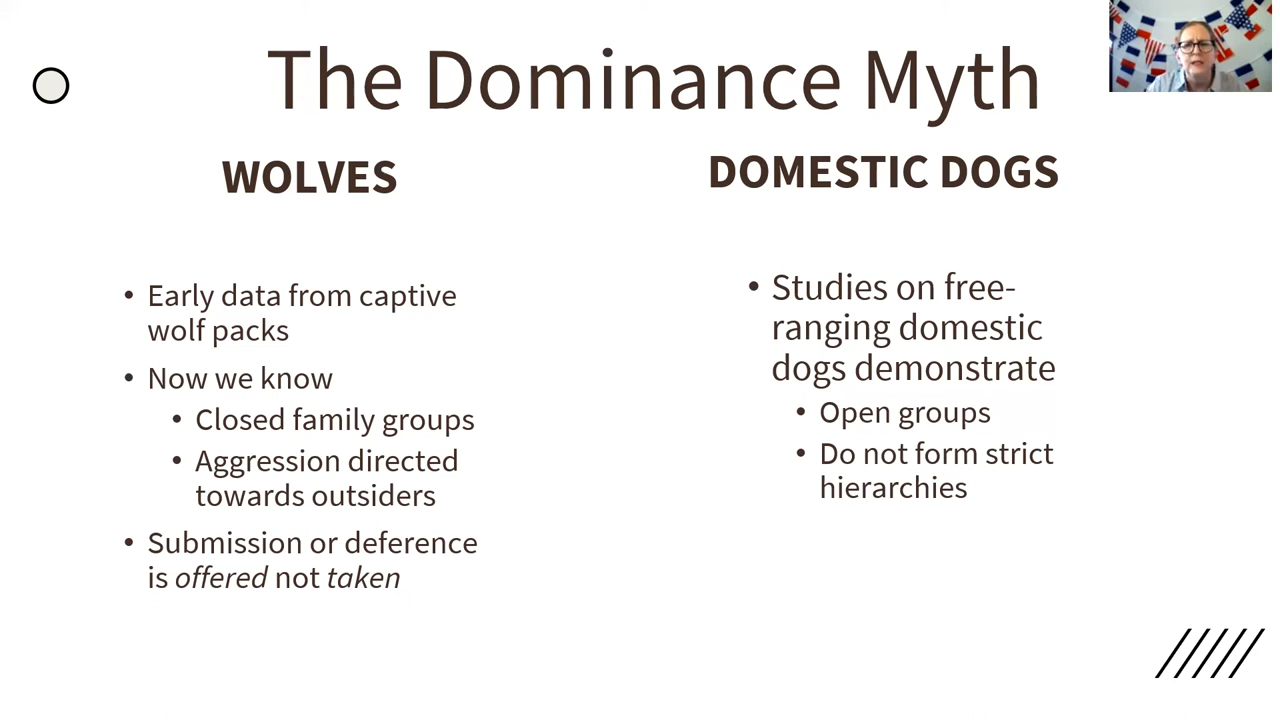 The Dominance Myth
WOLVES
• Early data from captive
wolf packs
• Now we know
• Closed family groups
• Aggression directed
towards outsiders
• Submission or deference
is offered not taken
DOMESTIC DOGS
• Studies on free-
ranging domestic
dogs demonstrate
• Open groups
• Do not form strict
hierarchies